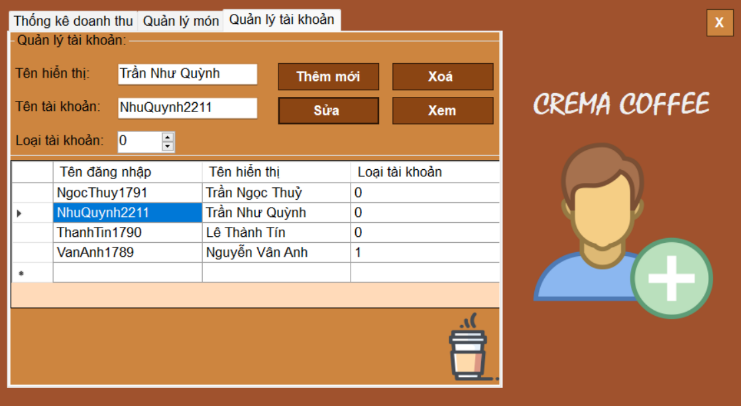 Thống kê doanh thu Quản lý món Quản lý tài khoản
X
Quản lý tài khoản:
Tên hiển thị: Trần Như Quỳnh Thêm mới Xoá
Tên tài khoản: NhuQuynh2211 Sửa Xem
CREMA COFFEE
Loại tài khoản: 0
Tên đăng nhập Tên hiển thị Loại tài khoản
NgocThuy1791 Trần Ngọc Thuỷ 0
NhuQuynh2211 Trần Như Quỳnh 0
ThanhTin1790 Lê Thành Tín 0
VanAnh1789 Nguyễn Vân Anh 1